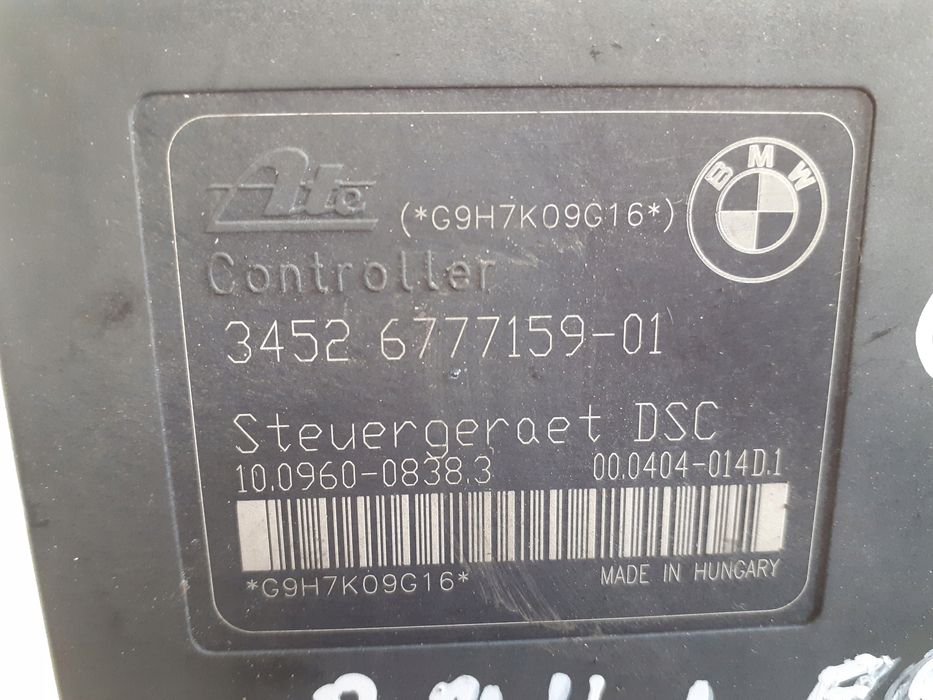 Ate
(*G9H7K09G16*)
BMW
Controller
3452 6777159-01
Steuergeraet DSC
10.0960-0838.3
00.0404-014D.1
*G9H7K09G16*
MADE IN HUNGARY